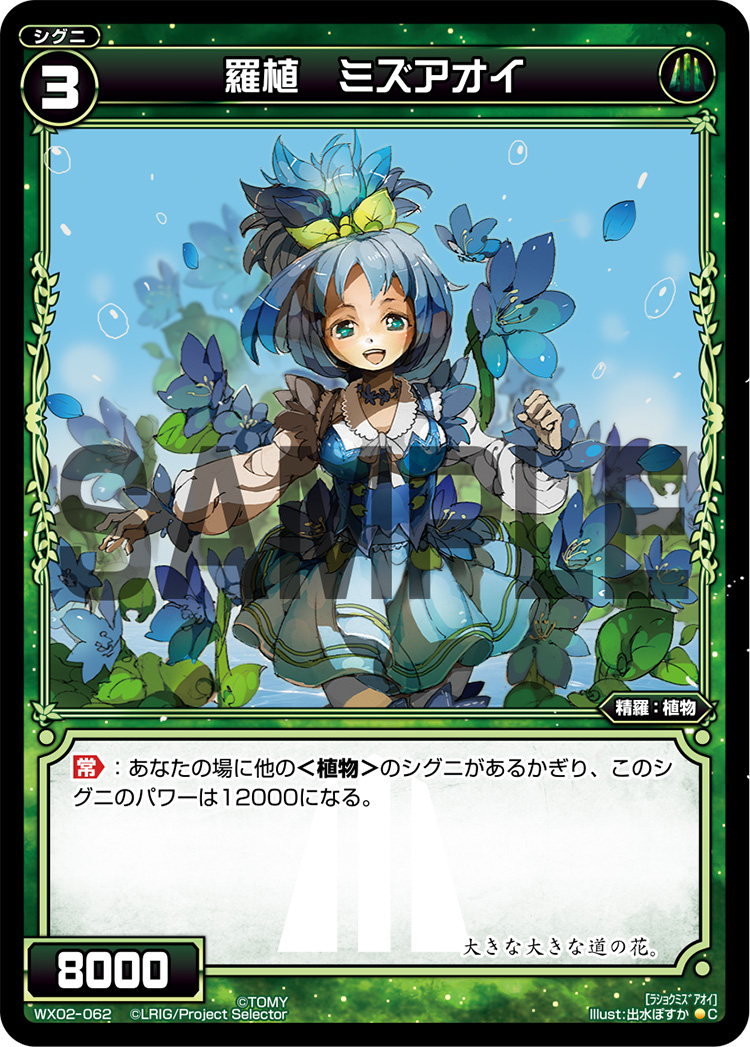 シグニ
3
羅植　ミズアオイ
SAMPLE
精羅：植物
常：あなたの場に他の＜植物＞のシグニがあるかぎり、このシ
グニのパワーは12000になる。
大きな大きな道の花。
8000
WX02-062 ©LRIG/Project Selector
©TOMY
[ラショクミズアオイ]
Illust:出水ぽすか C